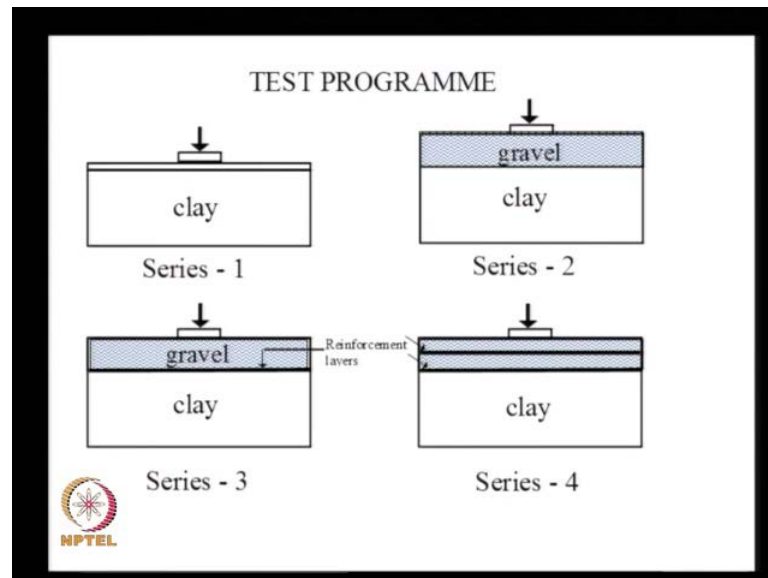 TEST PROGRAMME
clay
Series - 1
gravel
clay
Series - 2
gravel
clay
Series - 3
Reinforcement
layers
clay
Series - 4
NPTEL